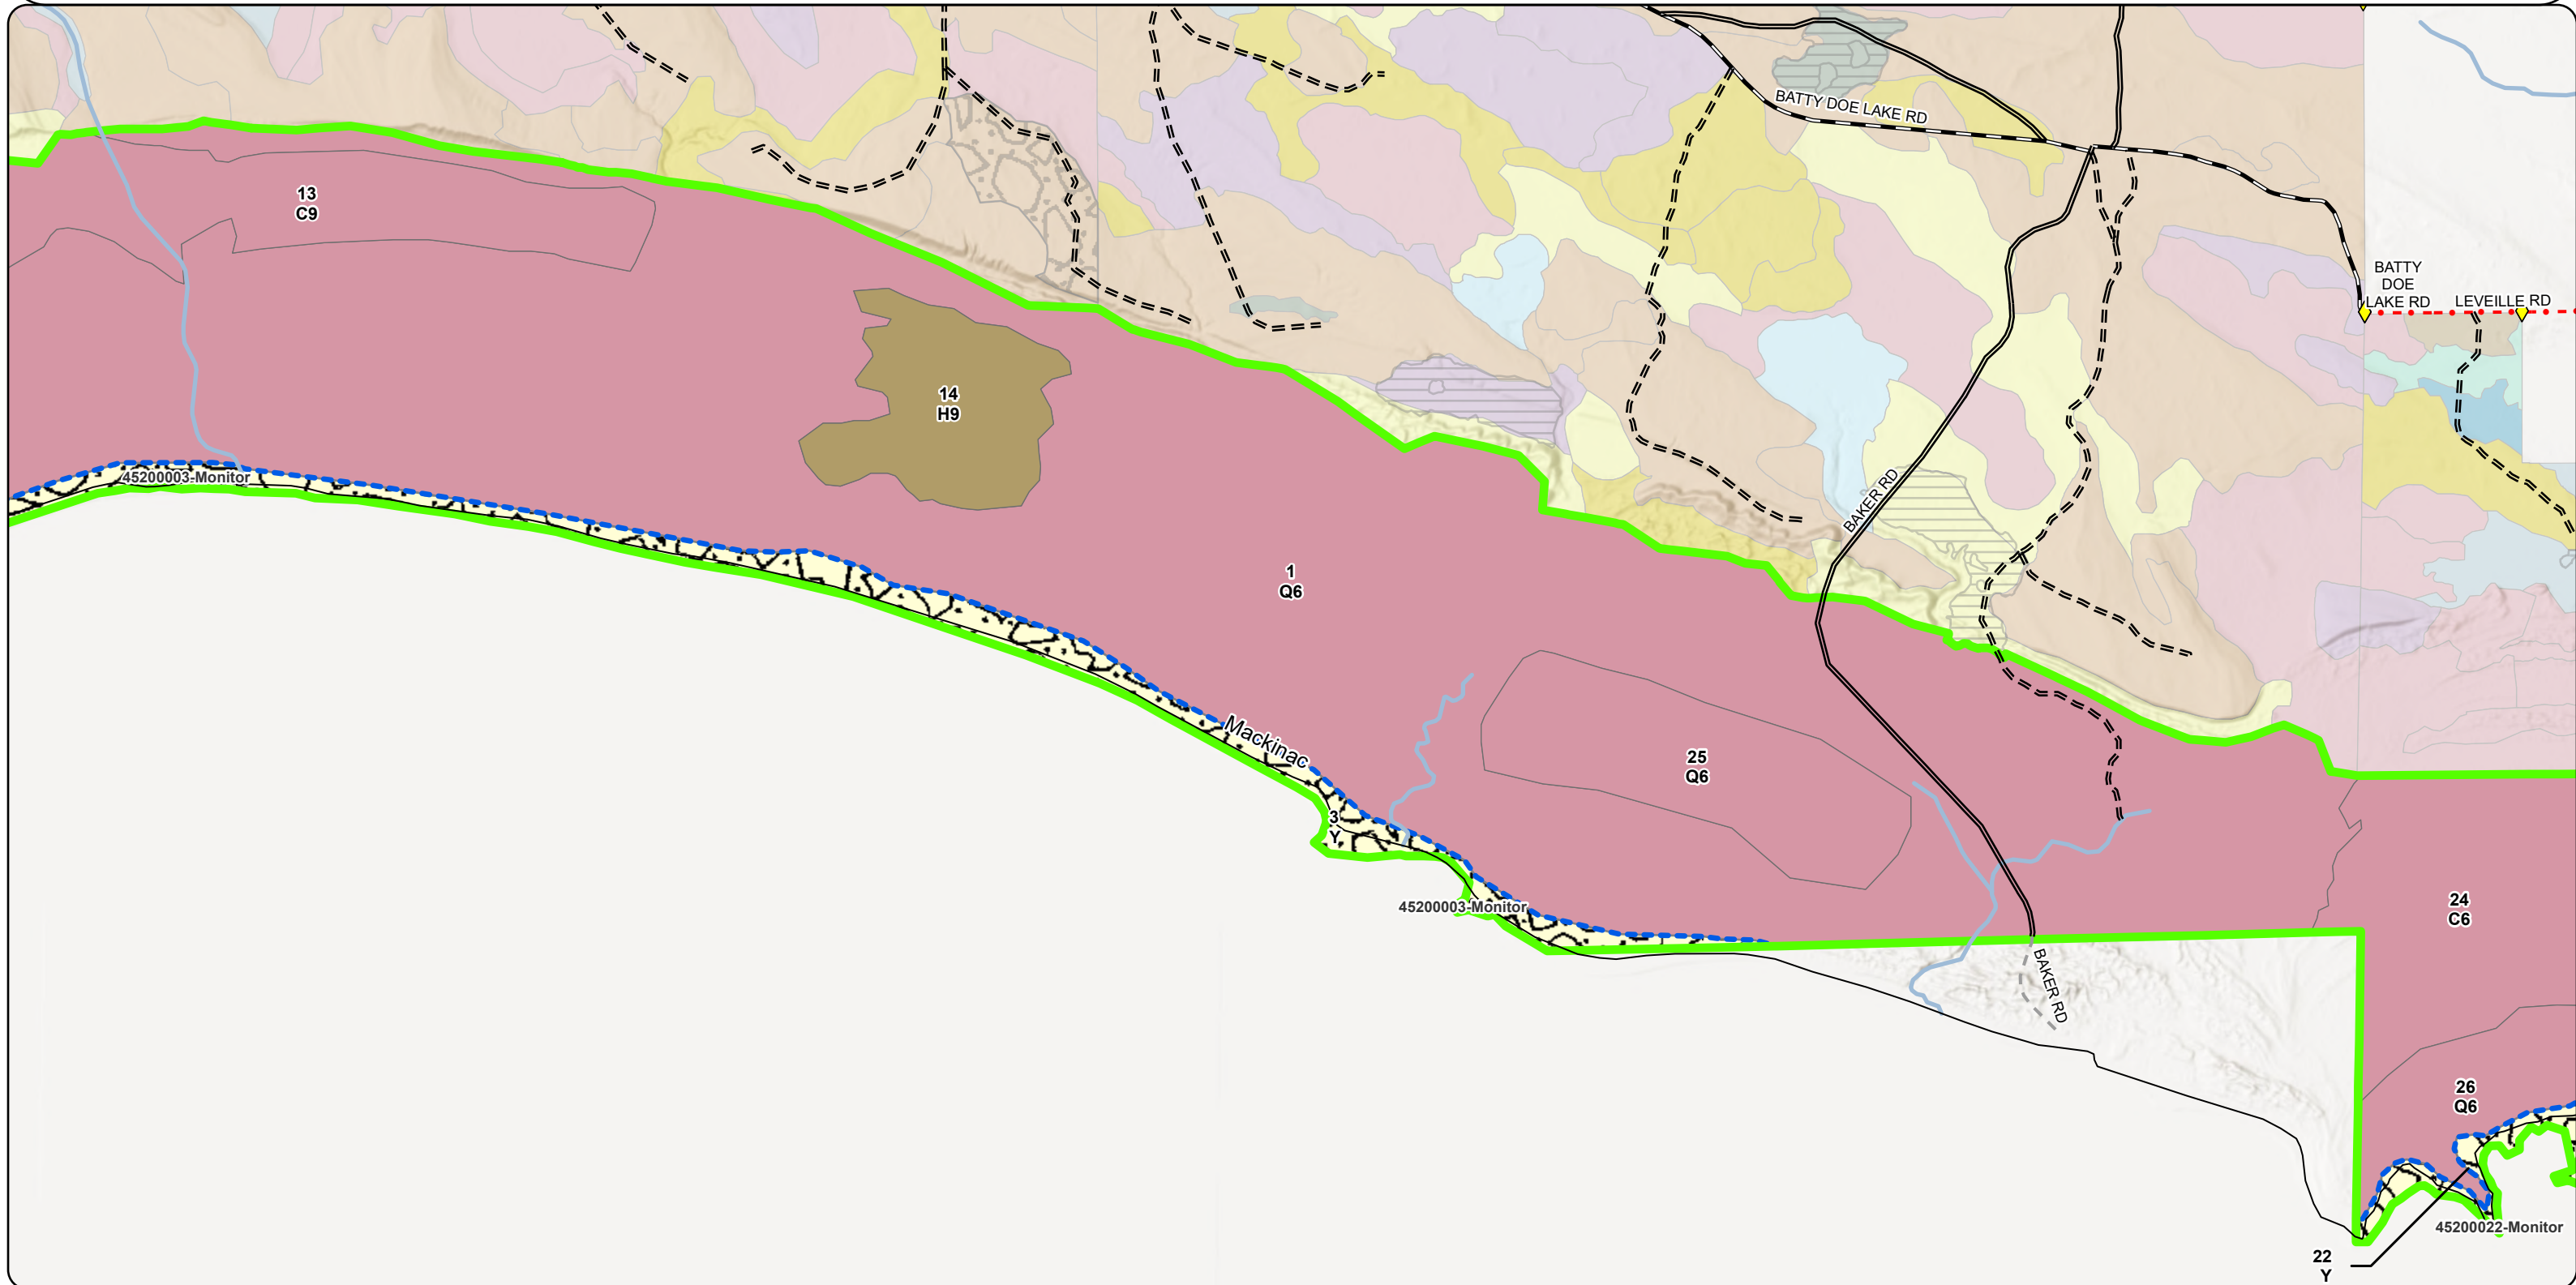 BATTY DOE LAKE RD
13
C9
BATTY
DOE
LAKE RD
LEVEILLE RD
14
H9
45200003-Monitor
BAKER RD
1
Q6
Mackinac
25
Q6
3
Y
45200003-Monitor
24
C6
BAKER RD
26
Q6
45200022-Monitor
22
Y